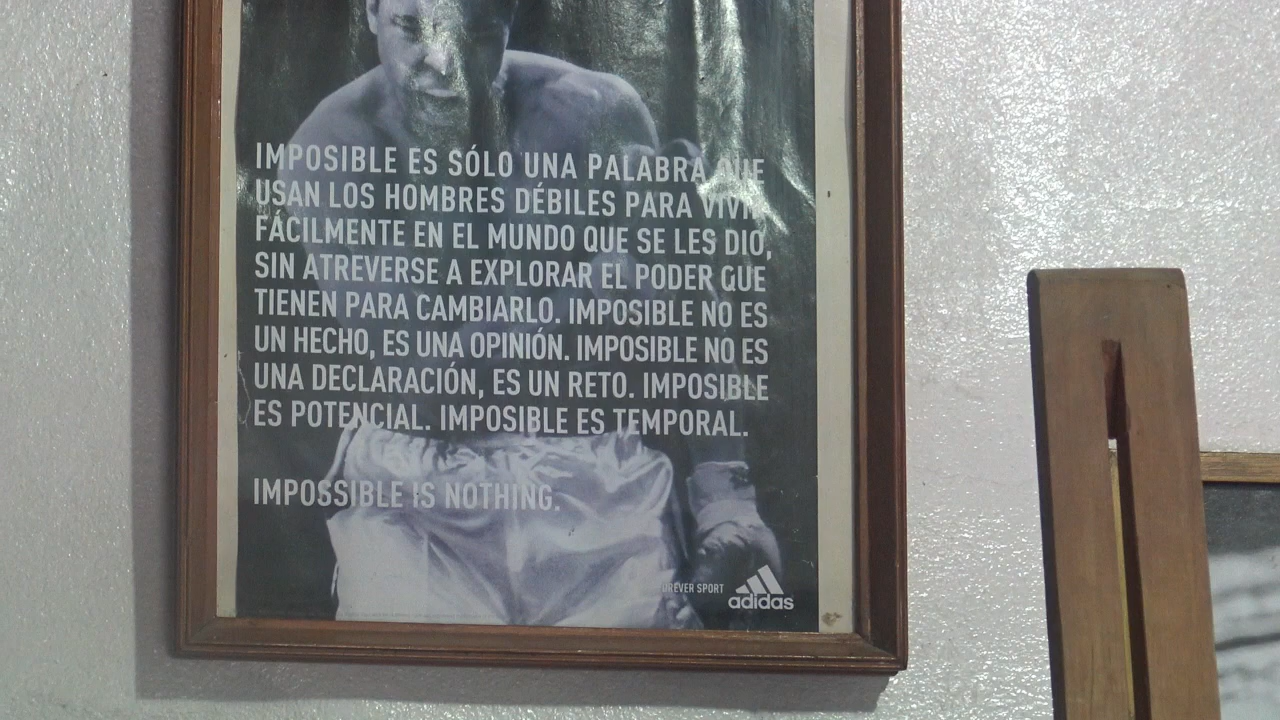 IMPOSIBLE ES SÓLO UNA PALABRA QUE
USAN LOS HOMBRES DÉBILES PARA VIVIR
FÁCILMENTE EN EL MUNDO QUE SE LES DIO,
SIN ATREVERSE A EXPLORAR EL PODER QUE
TIENEN PARA CAMBIARLO. IMPOSIBLE NO ES
UN HECHO, ES UNA OPINIÓN. IMPOSIBLE NO ES
UNA DECLARACIÓN, ES UN RETO. IMPOSIBLE
ES POTENCIAL. IMPOSIBLE ES TEMPORAL.
IMPOSSIBLE IS NOTHING.
FOREVER SPORT
adidas